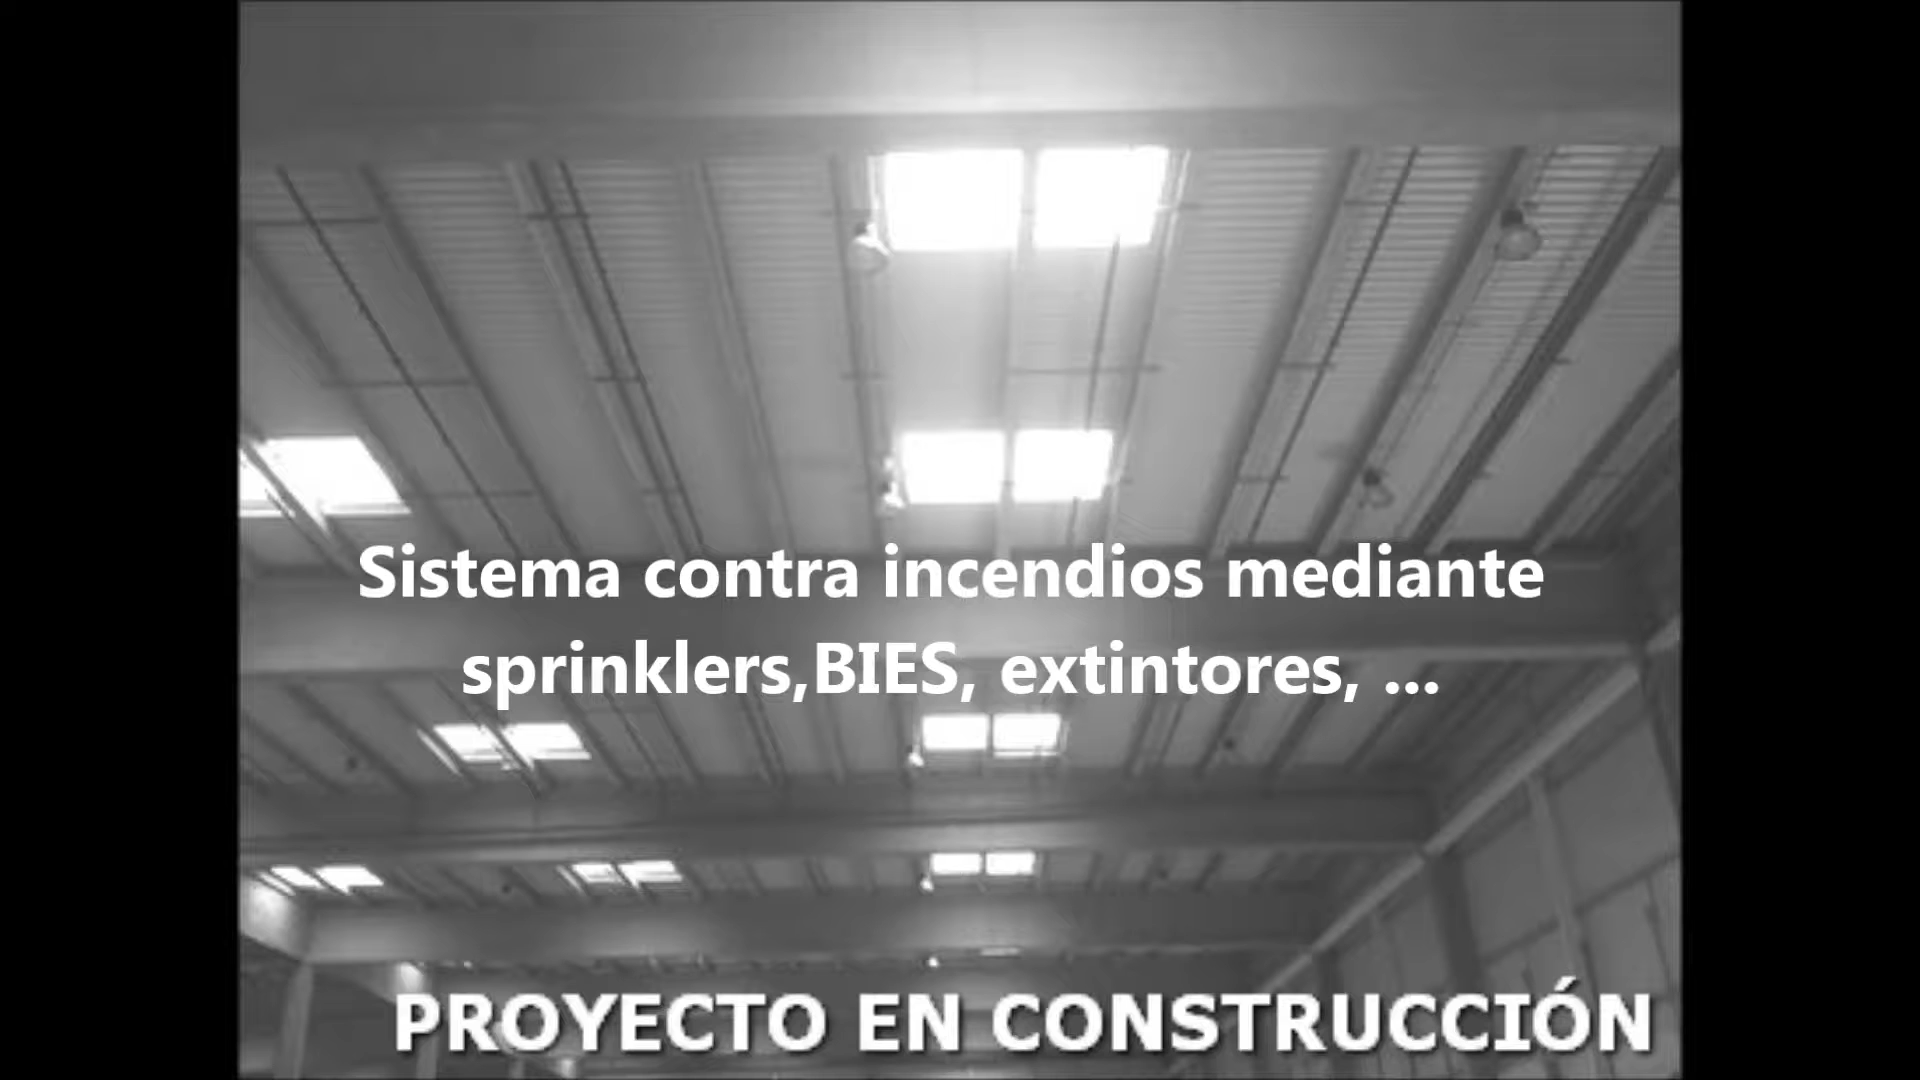 Sistema contra incendios mediante
sprinklers,BIES, extintores, ...
PROYECTO EN CONSTRUCCIÓN